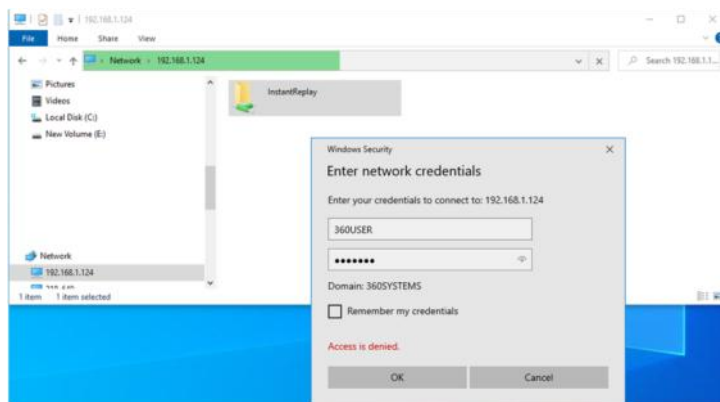 192.168.1.124
File Home Share View
Network › 192.168.1.124
Search 192.168.1.1...
Pictures
Videos
Local Disk (C:)
New Volume (E:)
InstantReplay
Network
192.168.1.124
1 item 1 item selected
Windows Security
Enter network credentials
Enter your credentials to connect to: 192.168.1.124
360USER
●●●●●●●
Domain: 360SYSTEMS
Remember my credentials
Access is denied.
OK Cancel